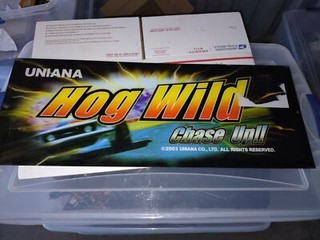 UNIANA
Hog Wild
Chase Up!!
©2003 UNIANA CO., LTD. ALL RIGHTS RESERVED.